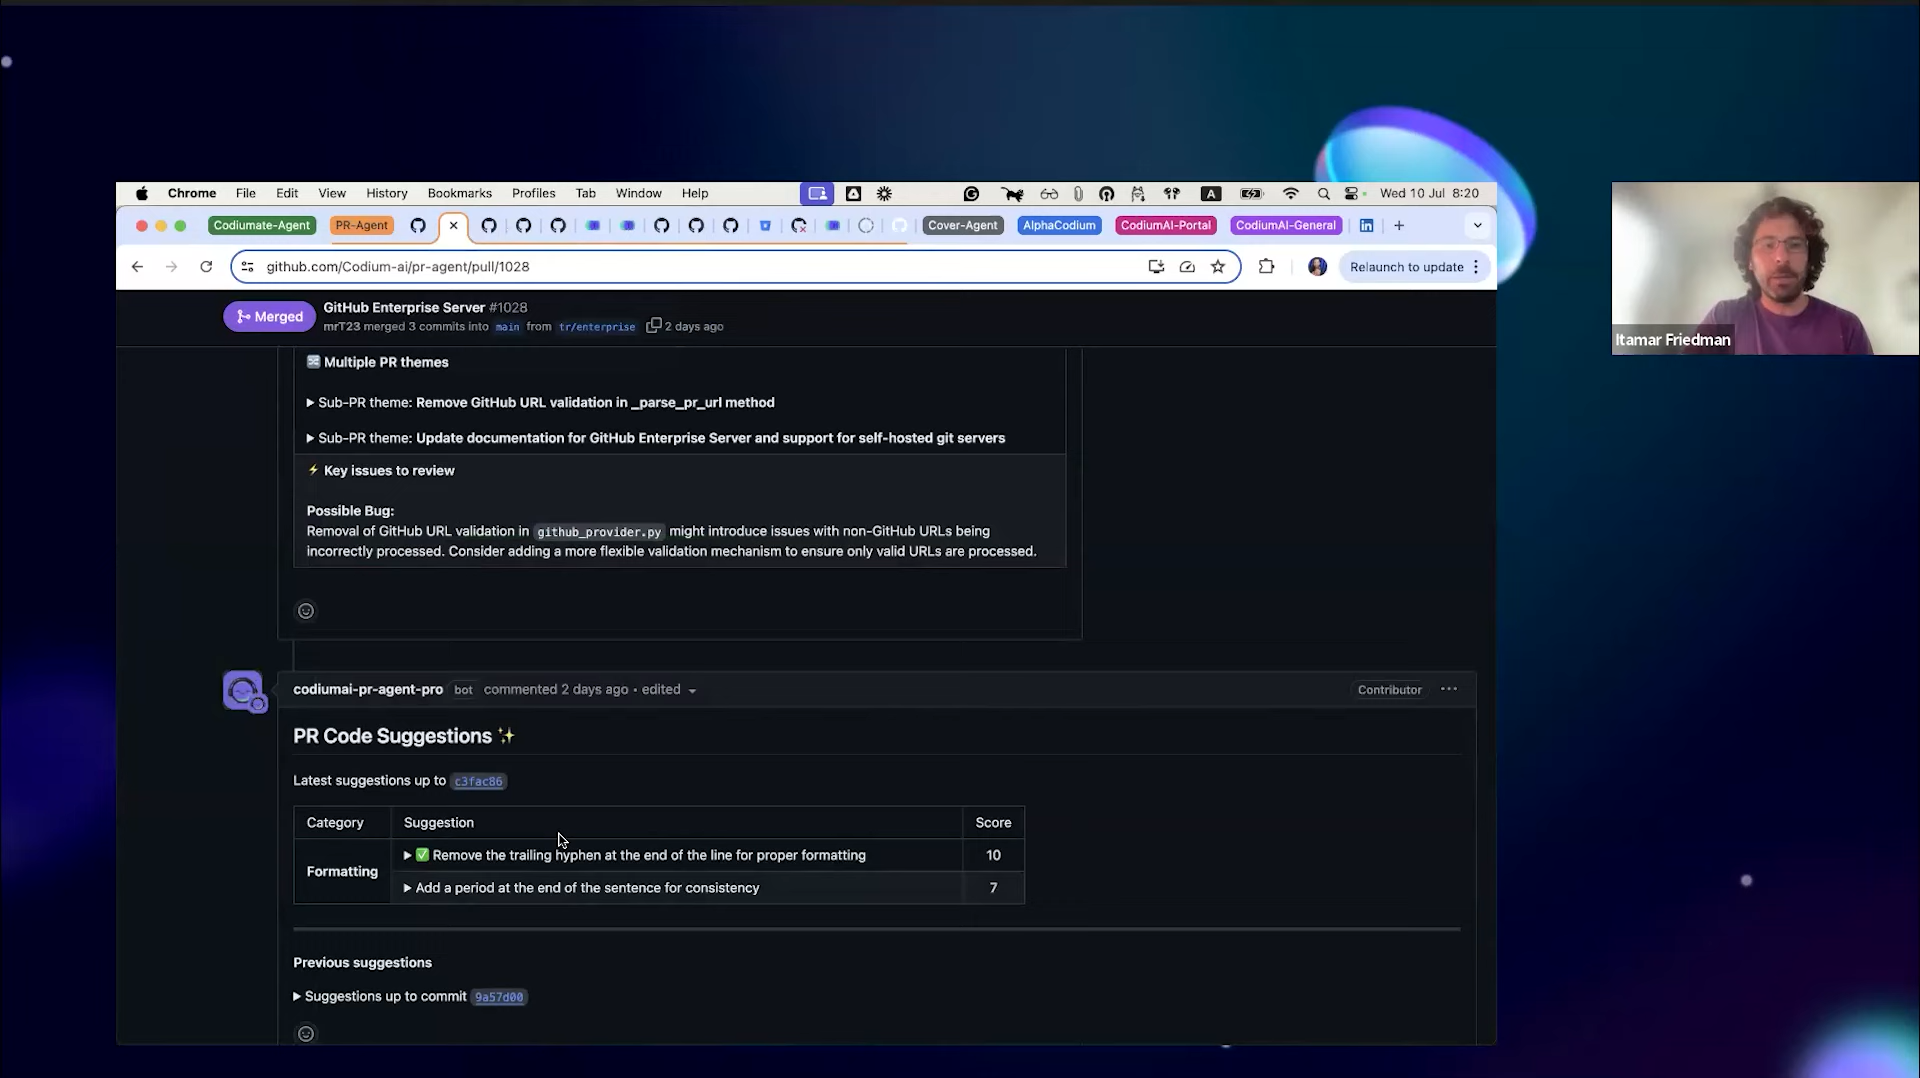 Chrome File Edit View History Bookmarks Profiles Tab Window Help A Wed 10 Jul 8:20
Codiumate-Agent PR-Agent Cover-Agent AlphaCodium CodiumAI-Portal CodiumAI-General
github.com/Codium-ai/pr-agent/pull/1028 Relaunch to update
Merged GitHub Enterprise Server #1028
mrT23 merged 3 commits into main from tr/enterprise 2 days ago
Multiple PR themes
Sub-PR theme: Remove GitHub URL validation in _parse_pr_url method
Sub-PR theme: Update documentation for GitHub Enterprise Server and support for self-hosted git servers
Key issues to review
Possible Bug:
Removal of GitHub URL validation in github_provider.py might introduce issues with non-GitHub URLs being
incorrectly processed. Consider adding a more flexible validation mechanism to ensure only valid URLs are processed.
codiumai-pr-agent-pro bot commented 2 days ago • edited Contributor
PR Code Suggestions
Latest suggestions up to c3fac86
Category Suggestion Score
Formatting
Remove the trailing hyphen at the end of the line for proper formatting 10
Add a period at the end of the sentence for consistency 7
Previous suggestions
Suggestions up to commit 9a57d00
Itamar Friedman